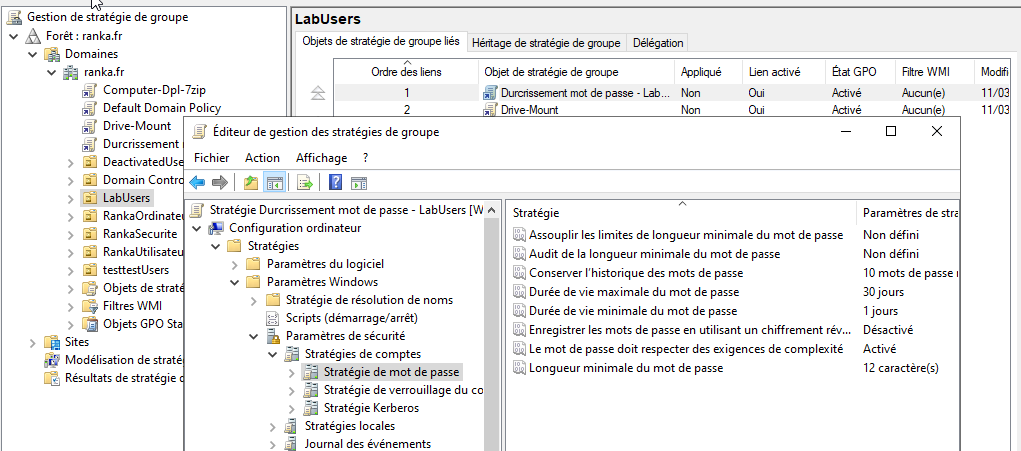 Gestion de stratégie de groupe
Forêt : ranka.fr
Domaines
ranka.fr
Computer-Dpl-7zip
Default Domain Policy
Drive-Mount
Durcissement
DeactivatedUse
Domain Contro
LabUsers
RankaOrdinateu
RankaSecurite
RankaUtilisateu
testtestUsers
Objets de straté
Filtres WMI
Objets GPO Sta
Sites
Modélisation de straté
Résultats de stratégie d
LabUsers
Objets de stratégie de groupe liés
Héritage de stratégie de groupe
Délégation
Ordre des liens Objet de stratégie de groupe Appliqué Lien activé État GPO Filtre WMI Modifi
1 Durcrissement mot de passe - Lab... Non Oui Activé Aucun(e) 11/03
2 Drive-Mount Non Oui Activé Aucun(e) 11/03
Éditeur de gestion des stratégies de groupe
Fichier Action Affichage ?
Stratégie Durcrissement mot de passe - LabUsers [W
Configuration ordinateur
Stratégies
Paramètres du logiciel
Paramètres Windows
Stratégie de résolution de noms
Scripts (démarrage/arrêt)
Paramètres de sécurité
Stratégies de comptes
Stratégie de mot de passe
Stratégie de verrouillage du co
Stratégie Kerberos
Stratégies locales
Journal des événements
Stratégie Paramètres de stra
Assouplir les limites de longueur minimale du mot de passe Non défini
Audit de la longueur minimale du mot de passe Non défini
Conserver l'historique des mots de passe 10 mots de passe
Durée de vie maximale du mot de passe 30 jours
Durée de vie minimale du mot de passe 1 jours
Enregistrer les mots de passe en utilisant un chiffrement rév... Désactivé
Le mot de passe doit respecter des exigences de complexité Activé
Longueur minimale du mot de passe 12 caractère(s)